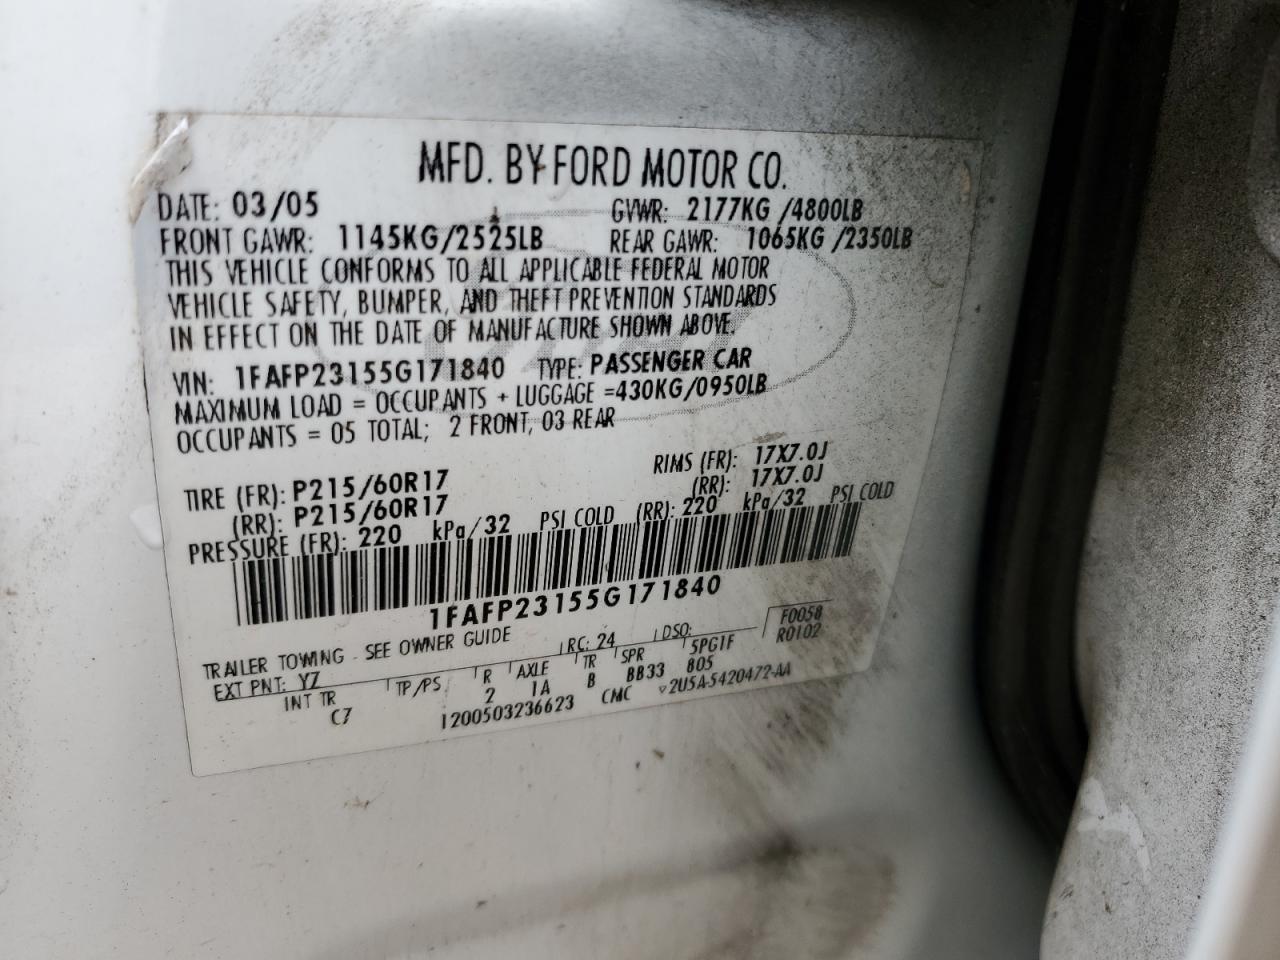 MFD. BY FORD MOTOR CO.
DATE: 03/05 GVWR: 2177KG /4800LB
FRONT GAWR: 1145KG/2525LB REAR GAWR: 1065KG /2350LB
THIS VEHICLE CONFORMS TO ALL APPLICABLE FEDERAL MOTOR
VEHICLE SAFETY, BUMPER, AND THEFT PREVENTION STANDARDS
IN EFFECT ON THE DATE OF MANUFACTURE SHOWN ABOVE.
VIN: 1FAFP23155G171840 TYPE: PASSENGER CAR
MAXIMUM LOAD = OCCUPANTS + LUGGAGE =430KG/0950LB
OCCUPANTS = 05 TOTAL; 2 FRONT, 03 REAR
TIRE (FR): P215/60R17 RIMS (FR): 17X7.0J
(RR): P215/60R17 (RR): 17X7.0J
PRESSURE (FR): 220 kPa/32 PSI COLD (RR): 220 kPa/32 PSI COLD
1FAFP23155G171840
TRAILER TOWING - SEE OWNER GUIDE
EXT PNT: YZ RC: 24 DSO: F0058
R0102
INT TR TP/PS R AXLE TR SPR 5PG1F
C7 2 1A B BB33 805
1200503236623 CMC 2U5A-5420472-AA